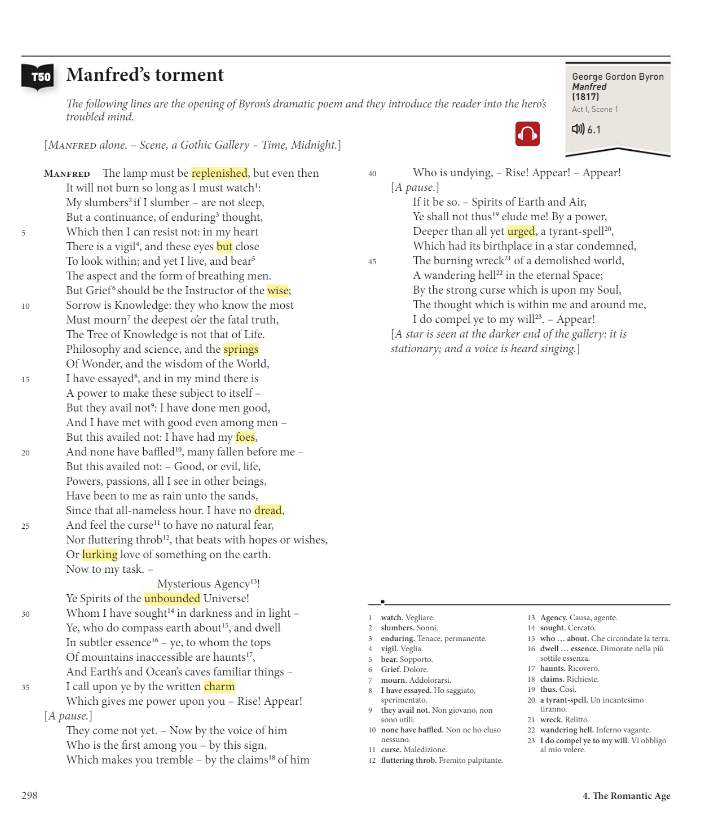 T50
Manfred's torment
The following lines are the opening of Byron's dramatic poem and they introduce the reader into the hero's
troubled mind.
George Gordon Byron
Manfred
(1817)
Act I, Scene 1
6.1
[MANFRED alone. – Scene, a Gothic Gallery – Time, Midnight.]
MANFRED The lamp must be replenished, but even then
It will not burn so long as I must watch¹:
My slumbers² if I slumber – are not sleep,
But a continuance, of enduring³ thought,
5 Which then I can resist not: in my heart
There is a vigil⁴, and these eyes but close
To look within; and yet I live, and bear⁵
The aspect and the form of breathing men.
But Grief⁶ should be the Instructor of the wise;
10 Sorrow is Knowledge: they who know the most
Must mourn⁷ the deepest o'er the fatal truth,
The Tree of Knowledge is not that of Life.
Philosophy and science, and the springs
Of Wonder, and the wisdom of the World,
15 I have essayed⁸, and in my mind there is
A power to make these subject to itself –
But they avail not⁹: I have done men good,
And I have met with good even among men –
But this availed not: I have had my foes,
20 And none have baffled¹⁰, many fallen before me –
But this availed not: – Good, or evil, life,
Powers, passions, all I see in other beings,
Have been to me as rain unto the sands,
Since that all-nameless hour. I have no dread,
25 And feel the curse¹¹ to have no natural fear,
Nor fluttering throb¹², that beats with hopes or wishes,
Or lurking love of something on the earth.
Now to my task. –
Mysterious Agency¹³!
Ye Spirits of the unbounded Universe!
30 Whom I have sought¹⁴ in darkness and in light –
Ye, who do compass earth about¹⁵, and dwell
In subtler essence¹⁶ – ye, to whom the tops
Of mountains inaccessible are haunts¹⁷,
And Earth's and Ocean's caves familiar things –
35 I call upon ye by the written charm
Which gives me power upon you – Rise! Appear!
[A pause.]
They come not yet. – Now by the voice of him
Who is the first among you – by this sign,
Which makes you tremble – by the claims¹⁸ of him
40 Who is undying, – Rise! Appear! – Appear!
[A pause.]
If it be so. – Spirits of Earth and Air,
Ye shall not thus¹⁹ elude me! By a power,
Deeper than all yet urged, a tyrant-spell²⁰,
Which had its birthplace in a star condemned,
45 The burning wreck²¹ of a demolished world,
A wandering hell²² in the eternal Space;
By the strong curse which is upon my Soul,
The thought which is within me and around me,
I do compel ye to my will²³. – Appear!
[A star is seen at the darker end of the gallery: it is
stationary; and a voice is heard singing.]
1 watch. Vegliare.
2 slumbers. Sonni.
3 enduring. Tenace, permanente.
4 vigil. Veglia.
5 bear. Sopporto.
6 Grief. Dolore.
7 mourn. Addolorarsi.
8 I have essayed. Ho saggiato,
sperimentato.
9 they avail not. Non giovano, non
sono utili.
10 none have baffled. Non ne ho eluso
nessuno.
11 curse. Maledizione.
12 fluttering throb. Fremito palpitante.
13 Agency. Causa, agente.
14 sought. Cercato.
15 who … about. Che circondate la terra.
16 dwell … essence. Dimorate nella più
sottile essenza.
17 haunts. Ricovero.
18 claims. Richieste.
19 thus. Così.
20 a tyrant-spell. Un incantesimo
tiranno.
21 wreck. Relitto.
22 wandering hell. Inferno vagante.
23 I do compel ye to my will. Vi obbligo
al mio volere.
298
4. The Romantic Age